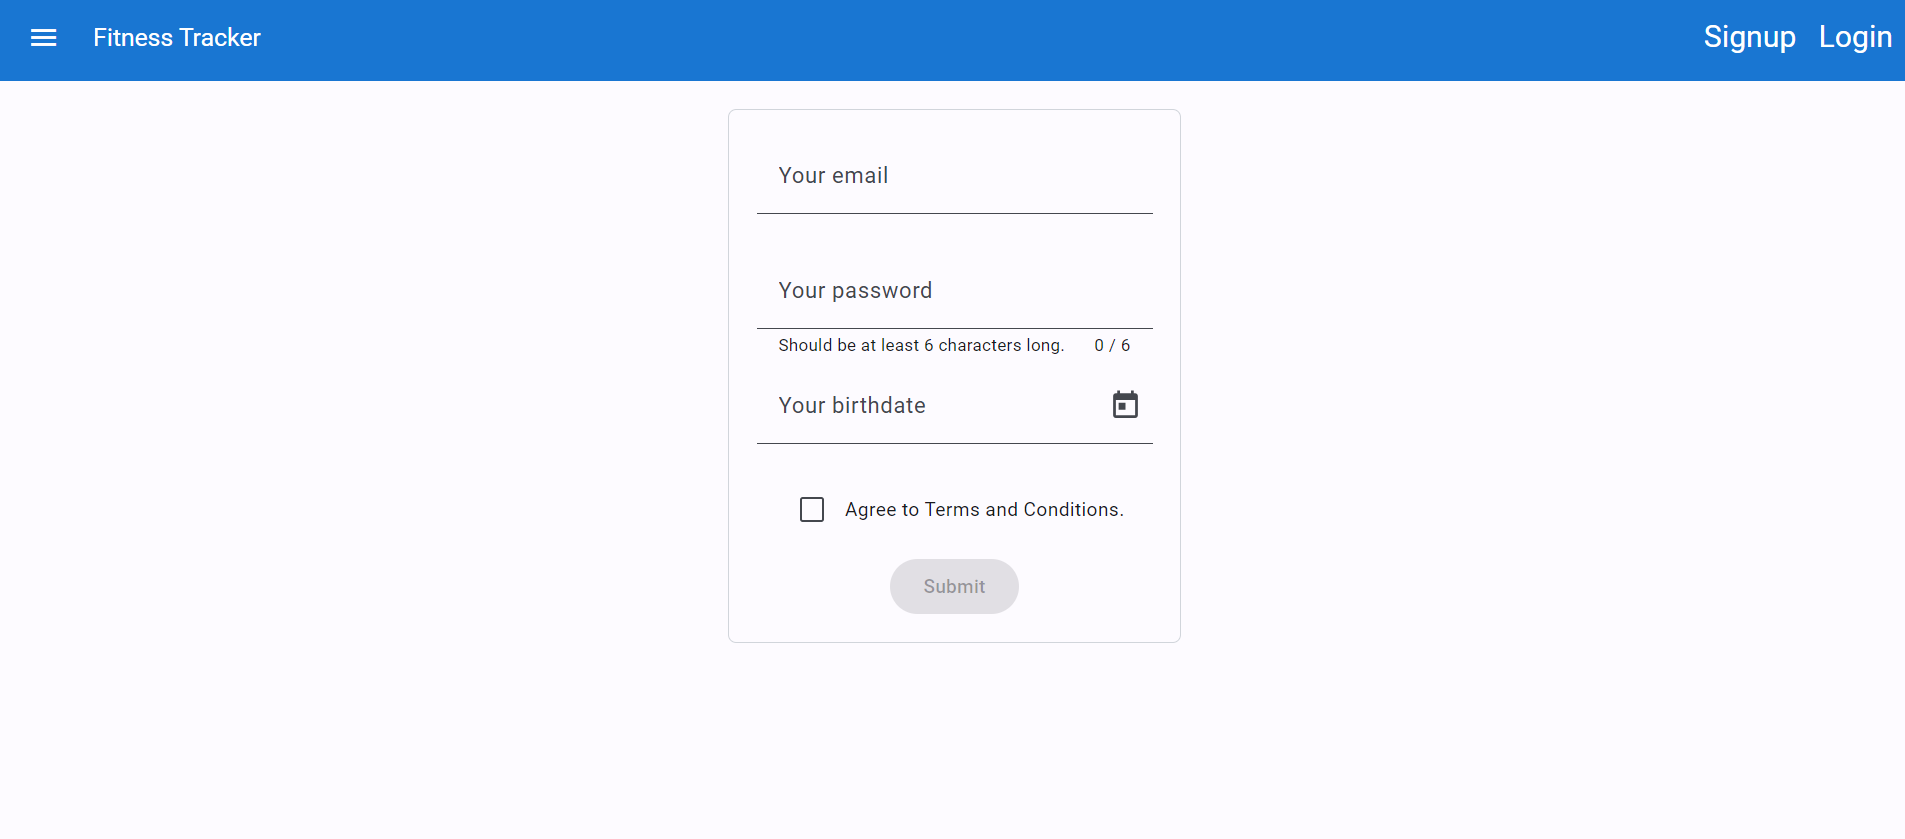 Fitness Tracker
Signup Login
Your email
Your password
Should be at least 6 characters long. 0 / 6
Your birthdate
Agree to Terms and Conditions.
Submit